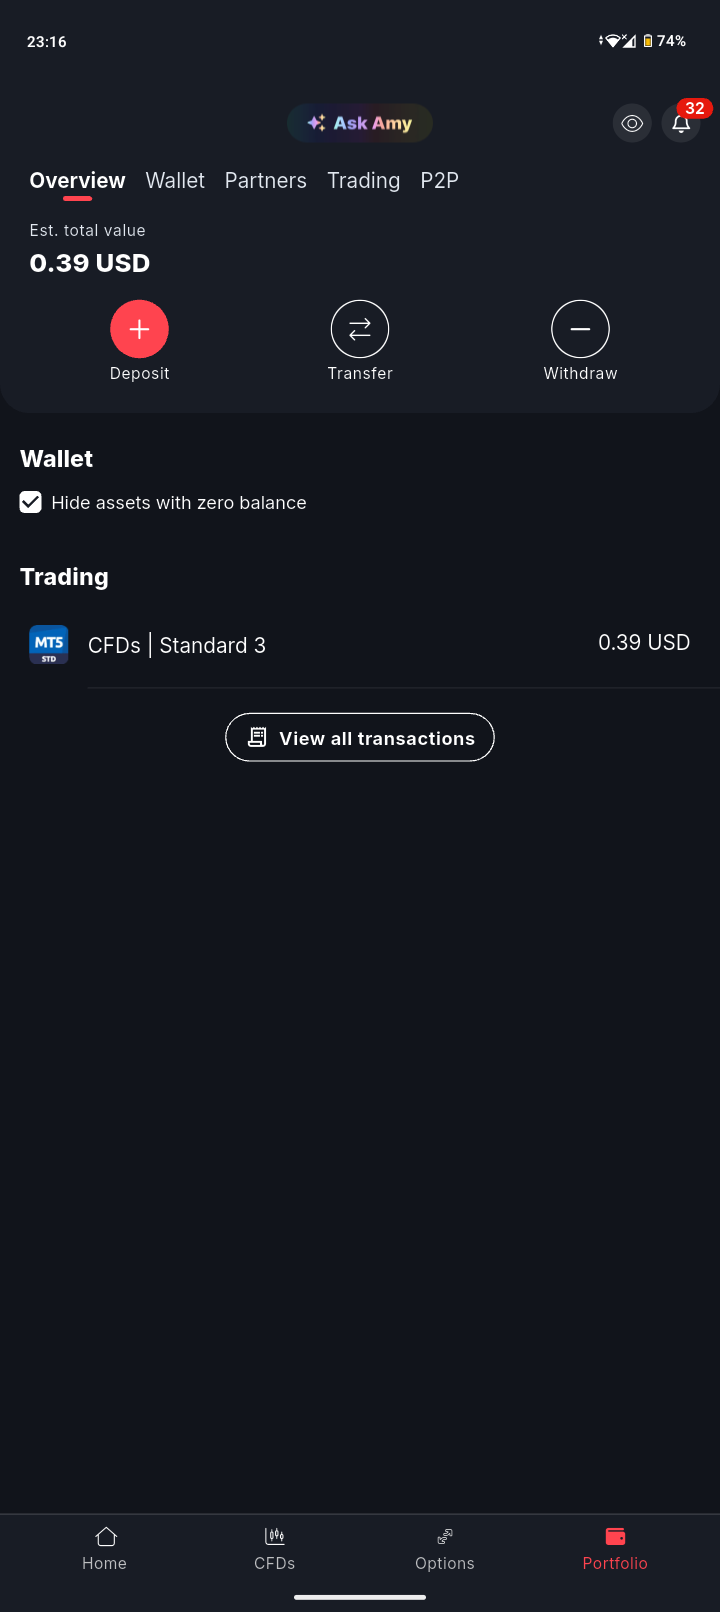 23:16
74%
Ask Amy
32
Overview Wallet Partners Trading P2P
Est. total value
0.39 USD
Deposit Transfer Withdraw
Wallet
Hide assets with zero balance
Trading
MT5
STD
CFDs | Standard 3
0.39 USD
View all transactions
Home CFDs Options Portfolio